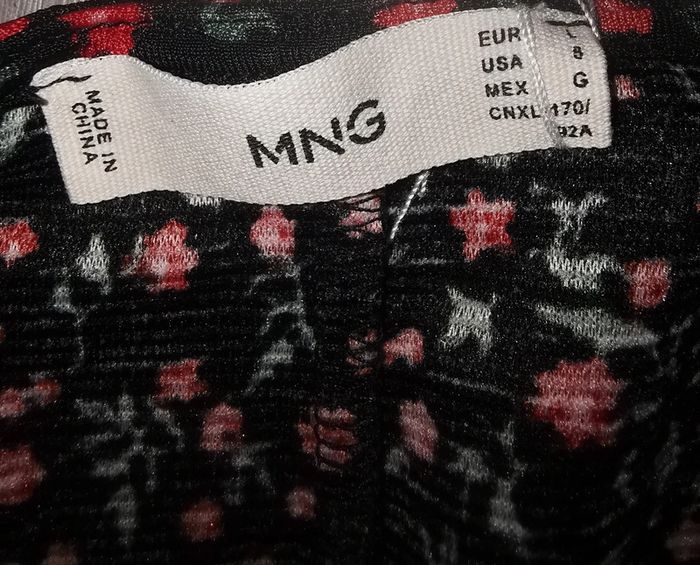 MADE IN
CHINA
MNG
EUR L
USA 8
MEX G
CNXL 170/
92A